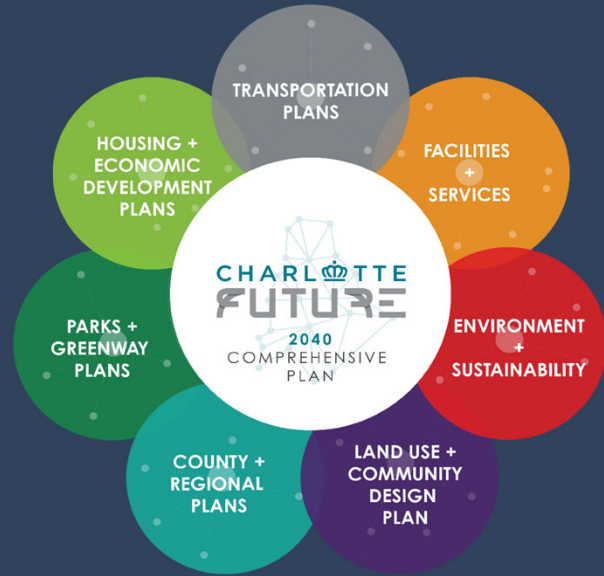 TRANSPORTATION
PLANS
FACILITIES
+
SERVICES
ENVIRONMENT
+
SUSTAINABILITY
LAND USE +
COMMUNITY
DESIGN
PLAN
COUNTY +
REGIONAL
PLANS
PARKS +
GREENWAY
PLANS
HOUSING +
ECONOMIC
DEVELOPMENT
PLANS
CHARLOTTE
FUTURE
2040
COMPREHENSIVE
PLAN